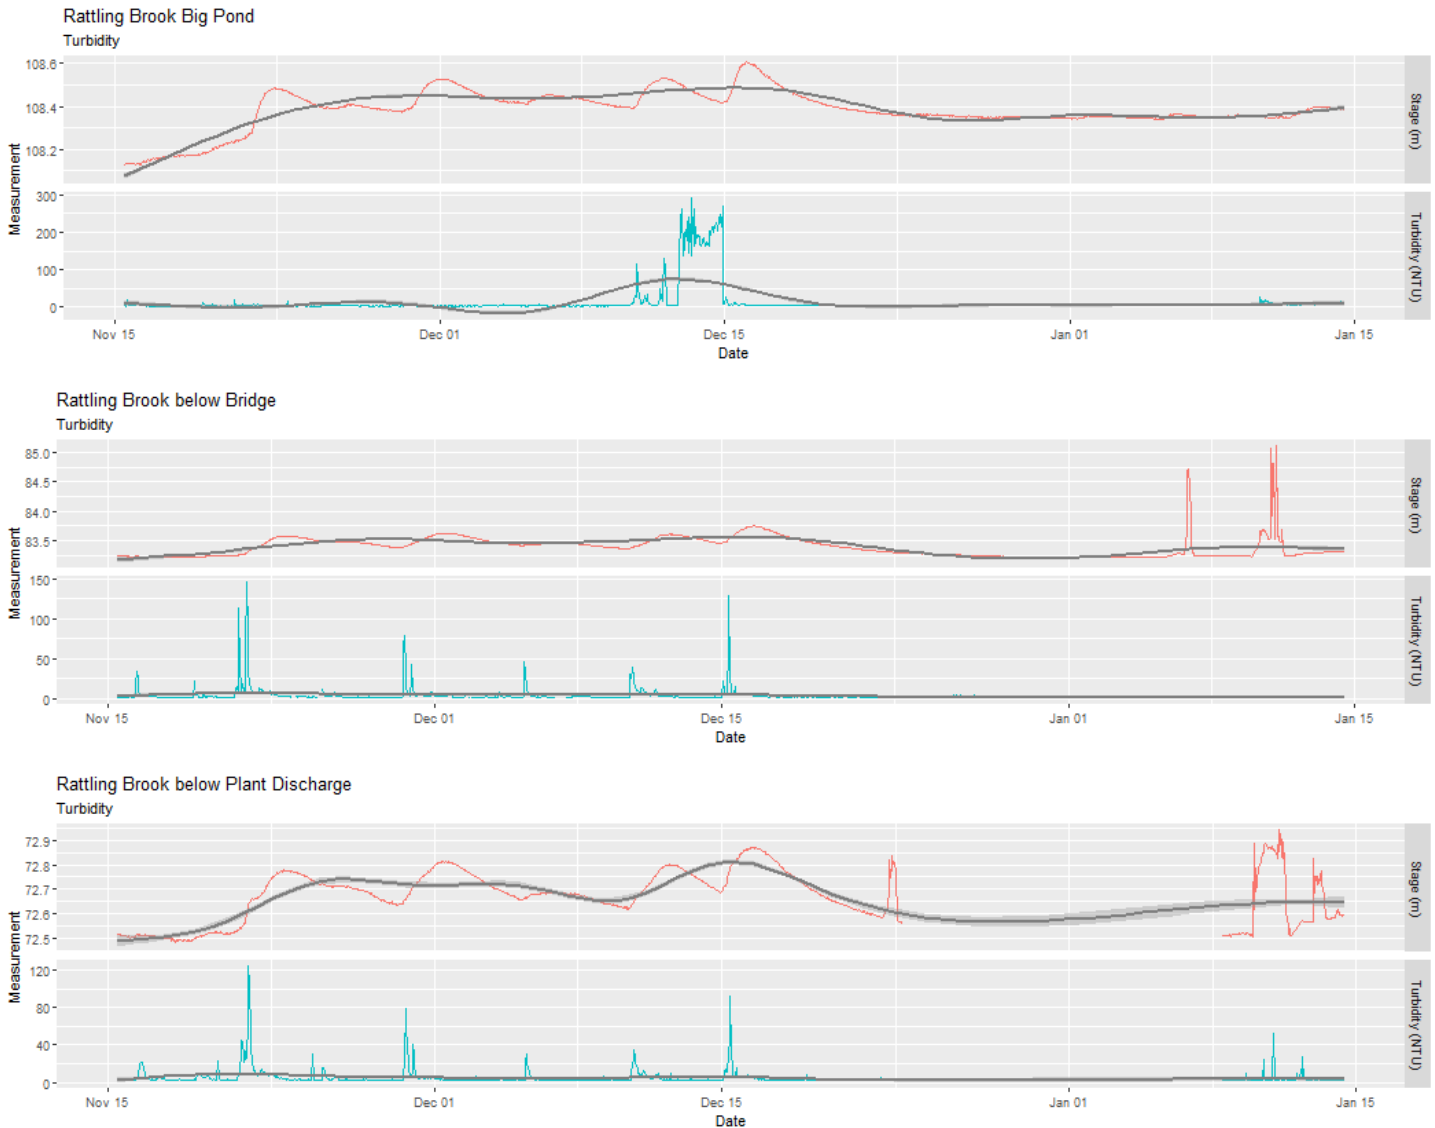 Rattling Brook Big Pond
Turbidity
Measurement
108.6
108.4
108.2
Stage (m)
300
200
100
0
Turbidity (NTU)
Nov 15 Dec 01 Dec 15 Jan 01 Jan 15
Date
Rattling Brook below Bridge
Turbidity
Measurement
85.0
84.5
84.0
83.5
Stage (m)
150
100
50
0
Turbidity (NTU)
Nov 15 Dec 01 Dec 15 Jan 01 Jan 15
Date
Rattling Brook below Plant Discharge
Turbidity
Measurement
72.9
72.8
72.7
72.6
72.5
Stage (m)
120
80
40
0
Turbidity (NTU)
Nov 15 Dec 01 Dec 15 Jan 01 Jan 15
Date